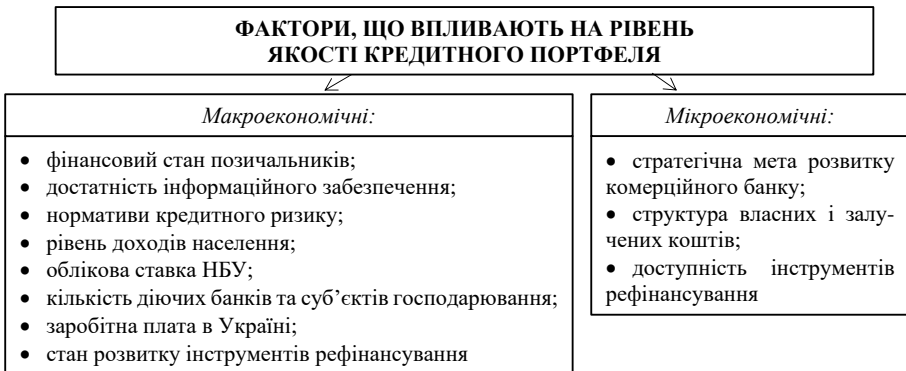 ФАКТОРИ, ЩО ВПЛИВАЮТЬ НА РІВЕНЬ
ЯКОСТІ КРЕДИТНОГО ПОРТФЕЛЯ
Макроекономічні:
• фінансовий стан позичальників;
• достатність інформаційного забезпечення;
• нормативи кредитного ризику;
• рівень доходів населення;
• облікова ставка НБУ;
• кількість діючих банків та суб’єктів господарювання;
• заробітна плата в Україні;
• стан розвитку інструментів рефінансування
Мікроекономічні:
• стратегічна мета розвитку
комерційного банку;
• структура власних і залу-
чених коштів;
• доступність інструментів
рефінансування